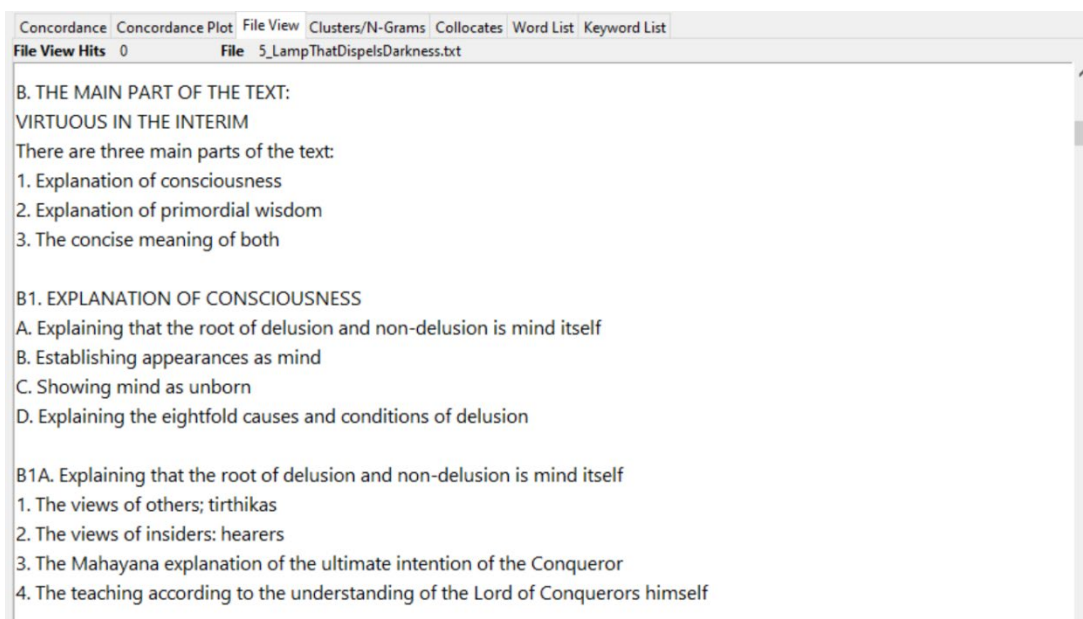 Concordance Concordance Plot File View Clusters/N-Grams Collocates Word List Keyword List
File View Hits 0 File 5_LampThatDispelsDarkness.txt
B. THE MAIN PART OF THE TEXT:
VIRTUOUS IN THE INTERIM
There are three main parts of the text:
1. Explanation of consciousness
2. Explanation of primordial wisdom
3. The concise meaning of both
B1. EXPLANATION OF CONSCIOUSNESS
A. Explaining that the root of delusion and non-delusion is mind itself
B. Establishing appearances as mind
C. Showing mind as unborn
D. Explaining the eightfold causes and conditions of delusion
B1A. Explaining that the root of delusion and non-delusion is mind itself
1. The views of others; tirthikas
2. The views of insiders: hearers
3. The Mahayana explanation of the ultimate intention of the Conqueror
4. The teaching according to the understanding of the Lord of Conquerors himself